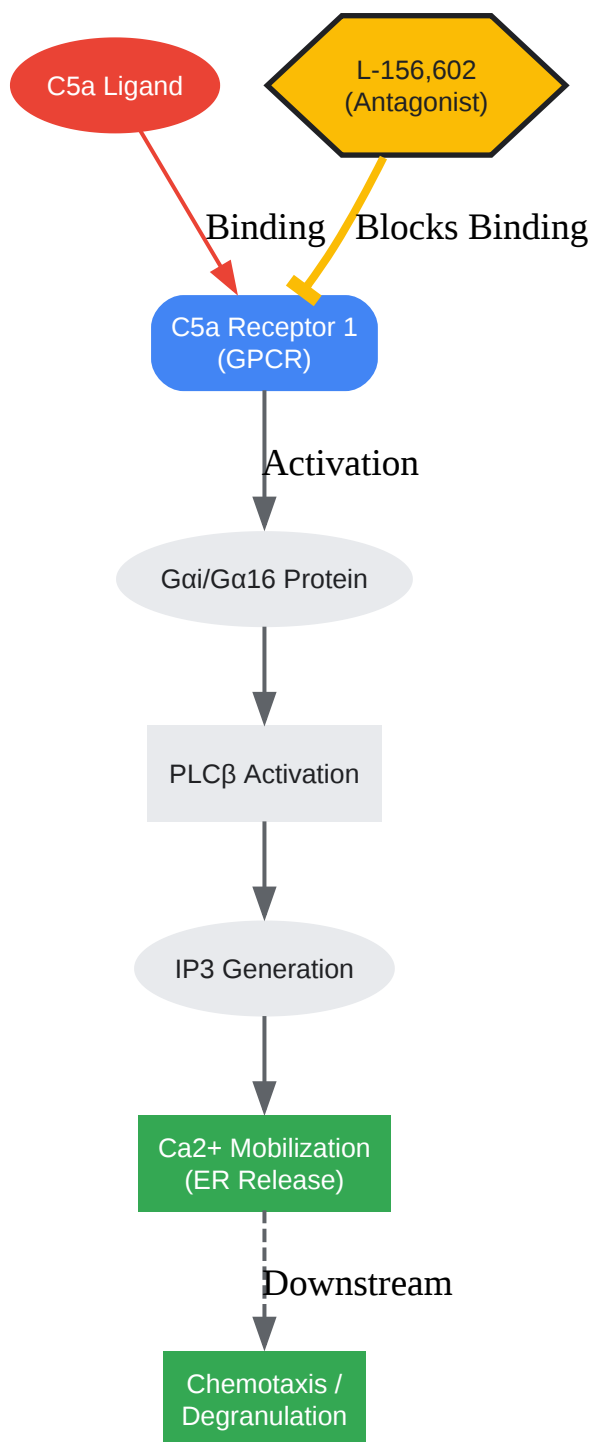 C5a Ligand
L-156,602
(Antagonist)
Binding
Blocks Binding
C5a Receptor 1
(GPCR)
Activation
Gαi/Gα16 Protein
PLCβ Activation
IP3 Generation
Ca2+ Mobilization
(ER Release)
Downstream
Chemotaxis /
Degranulation